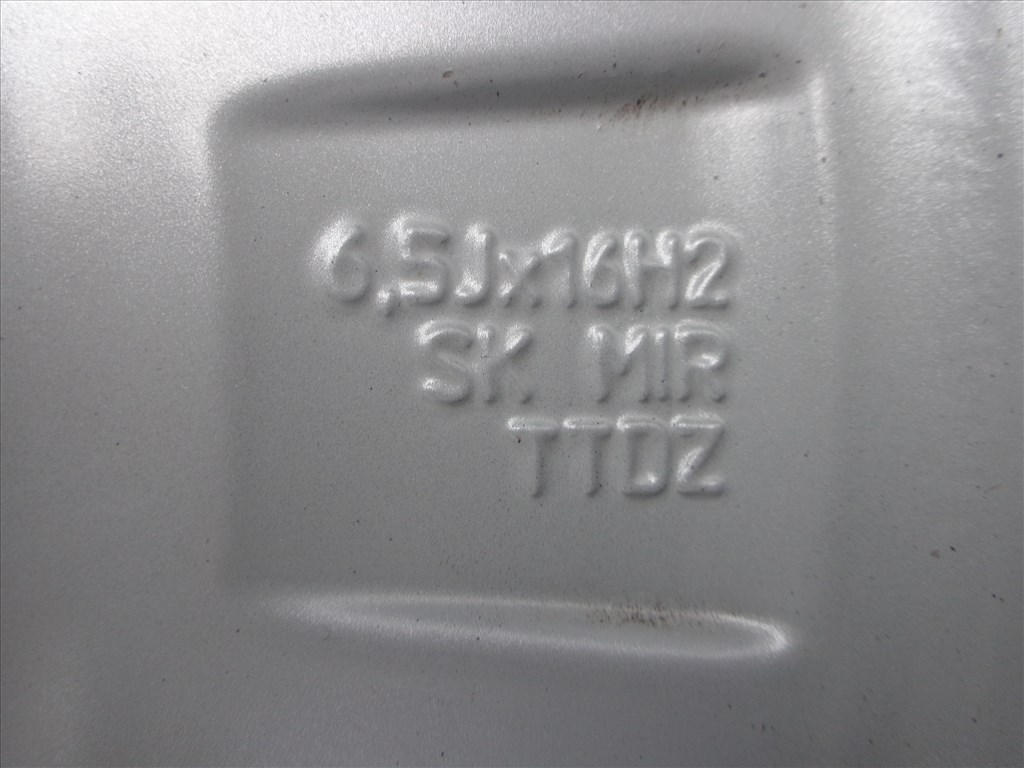 6,5Jx16H2
SK MIR
TTDZ